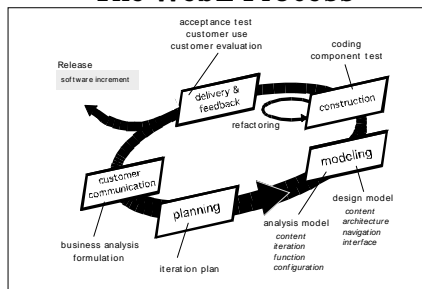 The WebE Process
acceptance test
customer use
customer evaluation
Release
software increment
coding
component test
delivery &
feedback
construction
refactoring
modeling
customer
communication
planning
design model
content
architecture
navigation
interface
analysis model
content
iteration
function
configuration
business analysis
formulation
iteration plan